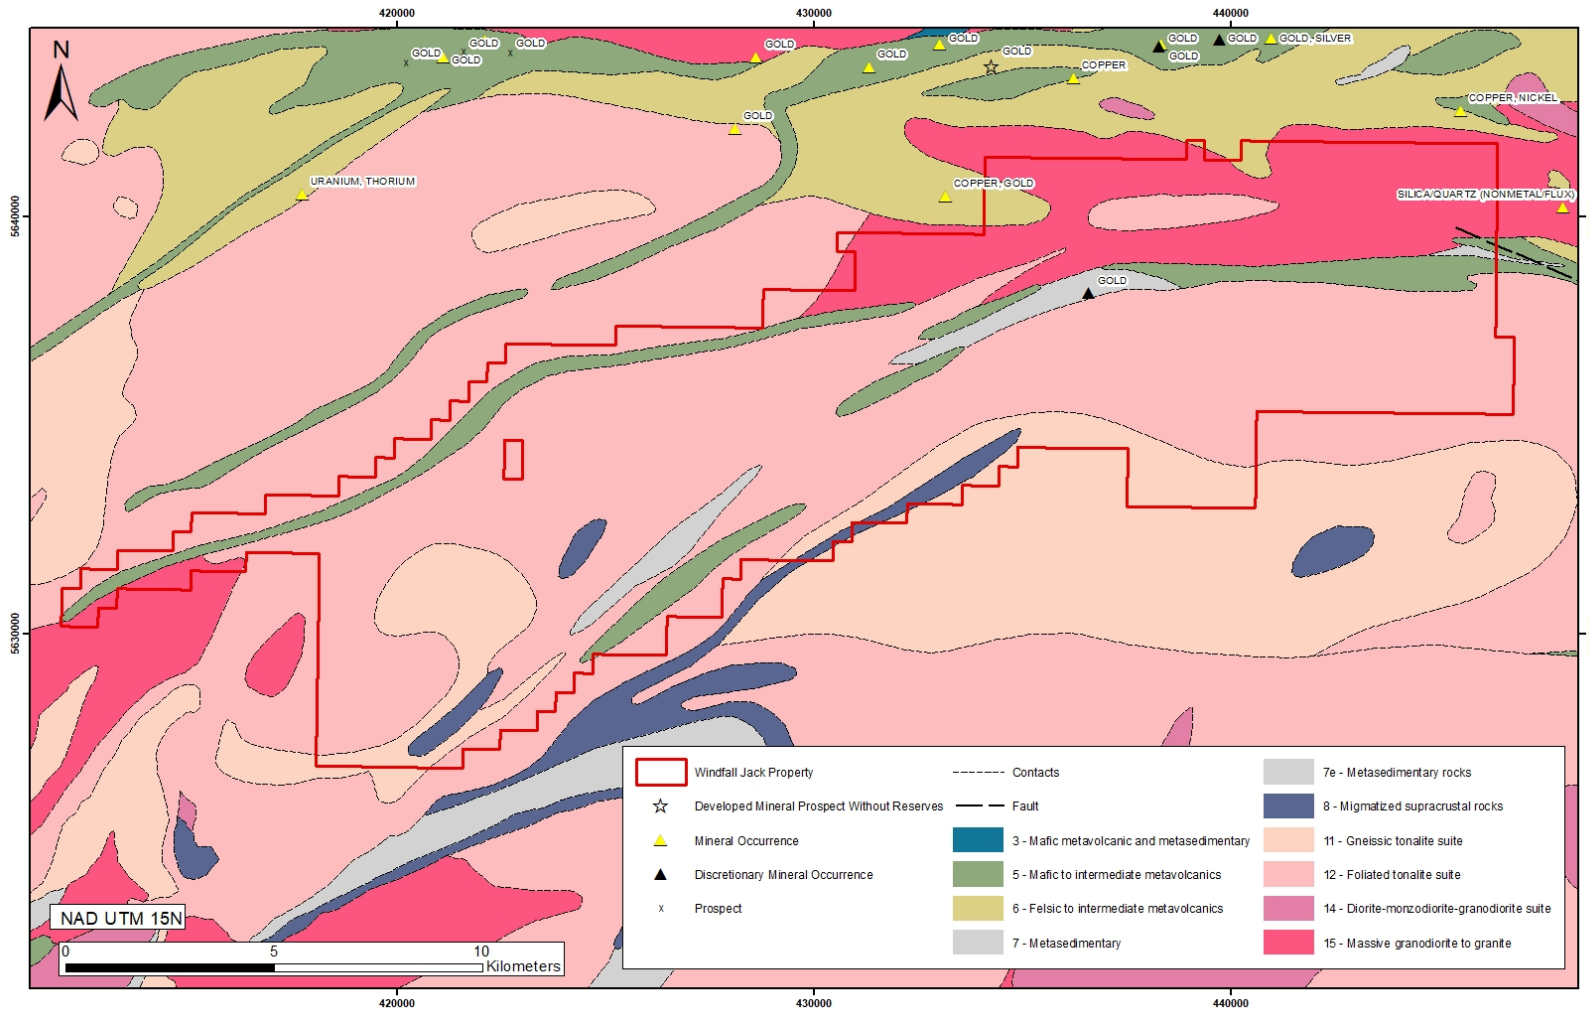 420000
430000
440000
N
GOLD
GOLD
GOLD
GOLD
GOLD
GOLD
GOLD
GOLD
GOLD
GOLD
GOLD
GOLD, SILVER
COPPER
COPPER, NICKEL
GOLD
URANIUM, THORIUM
COPPER, GOLD
SILICA/QUARTZ (NONMETAL/FLUX)
5640000
GOLD
5630000
Windfall Jack Property
Developed Mineral Prospect Without Reserves
Mineral Occurrence
Discretionary Mineral Occurrence
x Prospect
Contacts
Fault
3 - Mafic metavolcanic and metasedimentary
5 - Mafic to intermediate metavolcanics
6 - Felsic to intermediate metavolcanics
7 - Metasedimentary
7e - Metasedimentary rocks
8 - Migmatized supracrustal rocks
11 - Gneissic tonalite suite
12 - Foliated tonalite suite
14 - Diorite-monzodiorite-granodiorite suite
15 - Massive granodiorite to granite
NAD UTM 15N
0 5 10
Kilometers
420000
430000
440000